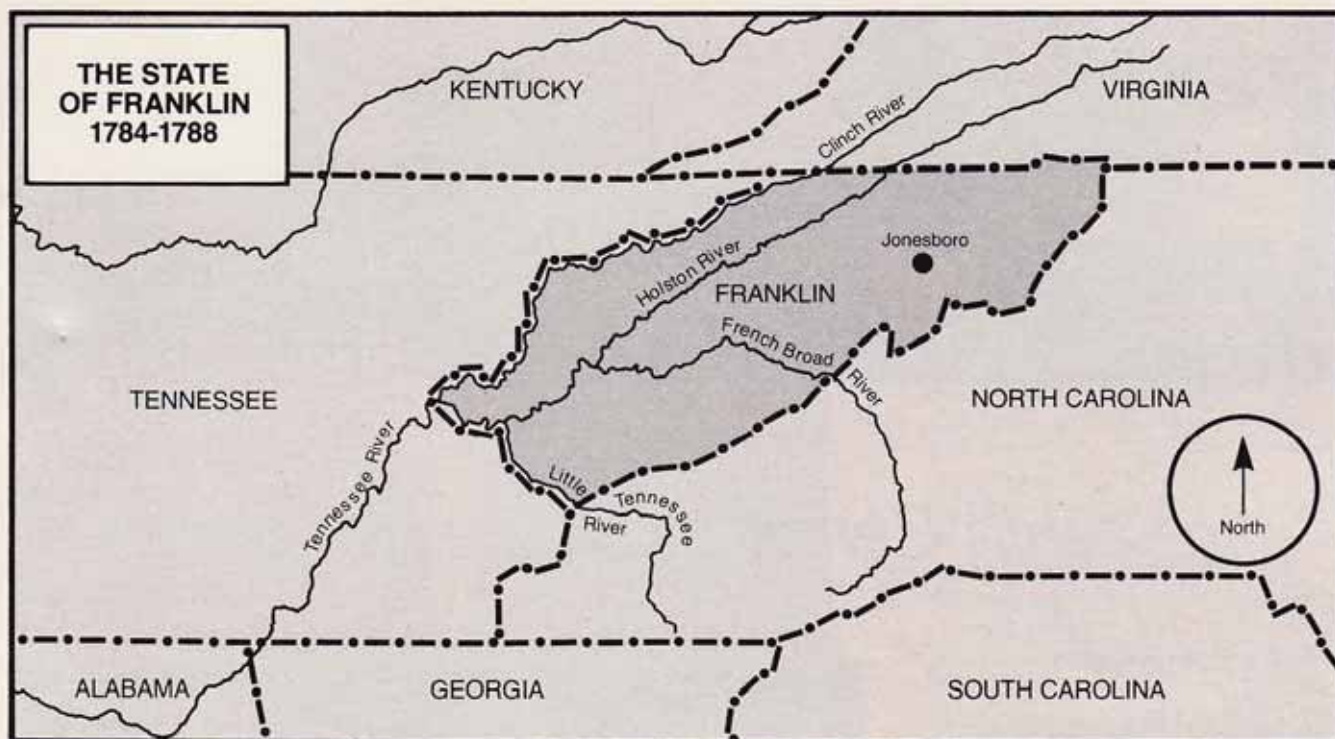 THE STATE
OF FRANKLIN
1784-1788
KENTUCKY
VIRGINIA
Clinch River
Jonesboro
Holston River
FRANKLIN
French Broad
River
TENNESSEE
NORTH CAROLINA
Tennessee River
Little
Tennessee
River
North
ALABAMA
GEORGIA
SOUTH CAROLINA